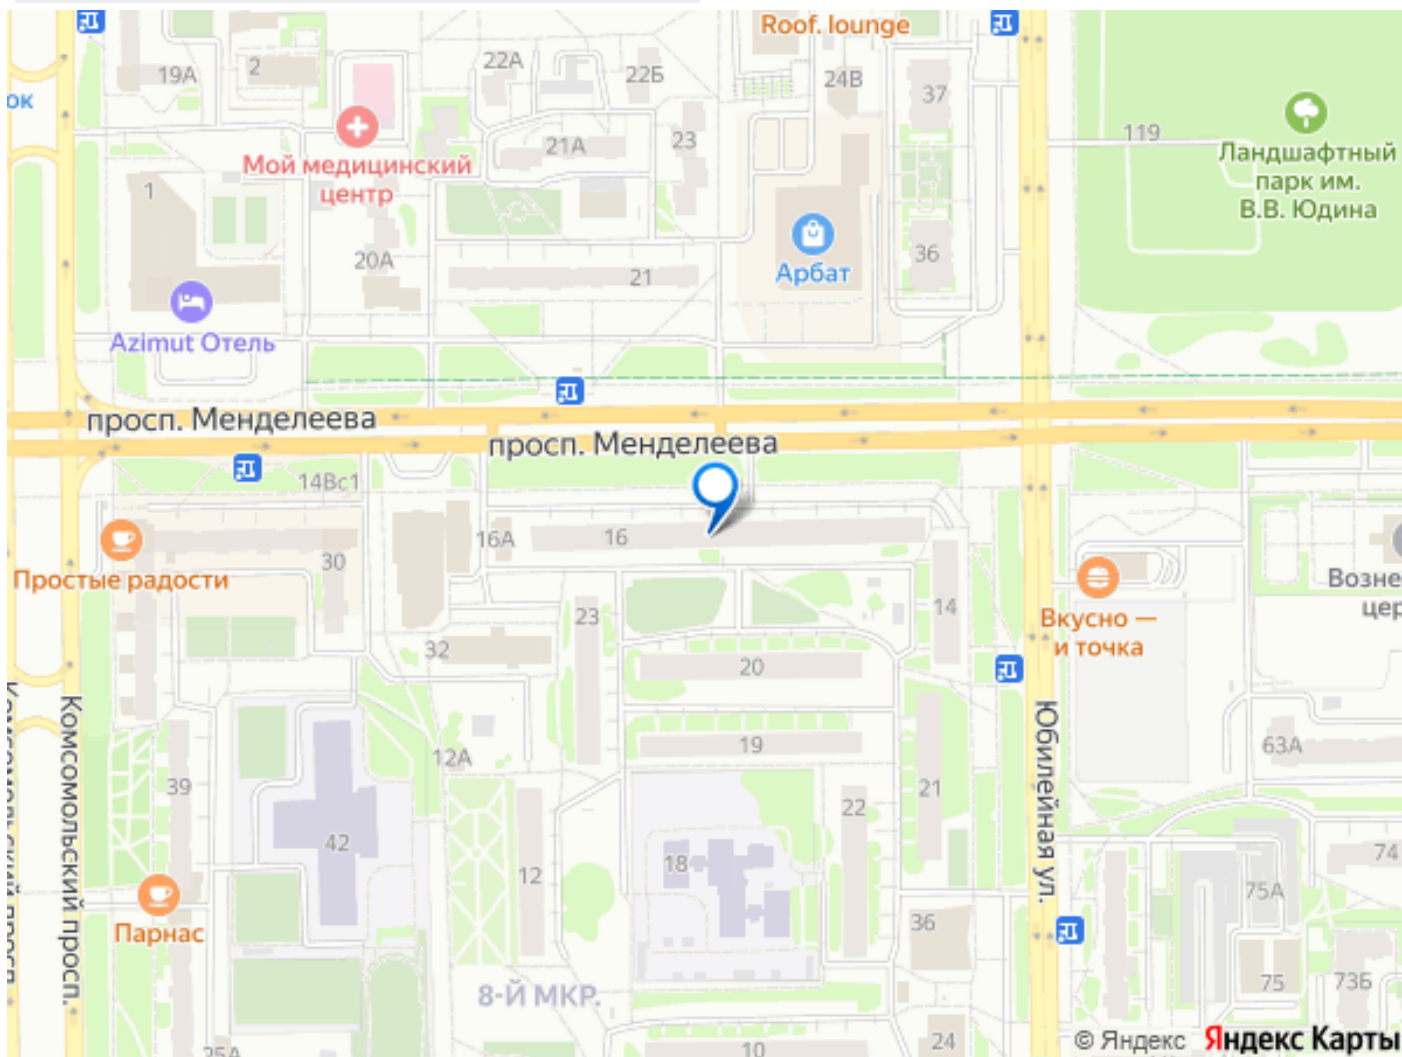 Roof. lounge
19А
2
22А
22Б
24В
37
ок
119
21А
23
Мой медицинский
центр
Ландшафтный
парк им.
В.В. Юдина
1
20А
21
Арбат
36
Azimut Отель
просп. Менделеева
просп. Менделеева
14Вс1
16А
16
30
Простые радости
14
23
Возне
цер
Вкусно —
и точка
32
20
Комсомольский просп.
Юбилейная ул.
12А
19
63А
39
21
22
42
18
12
74
75А
Парнас
36
8-Й МКР.
75
73Б
25А
10
24
© Яндекс Яндекс Карты